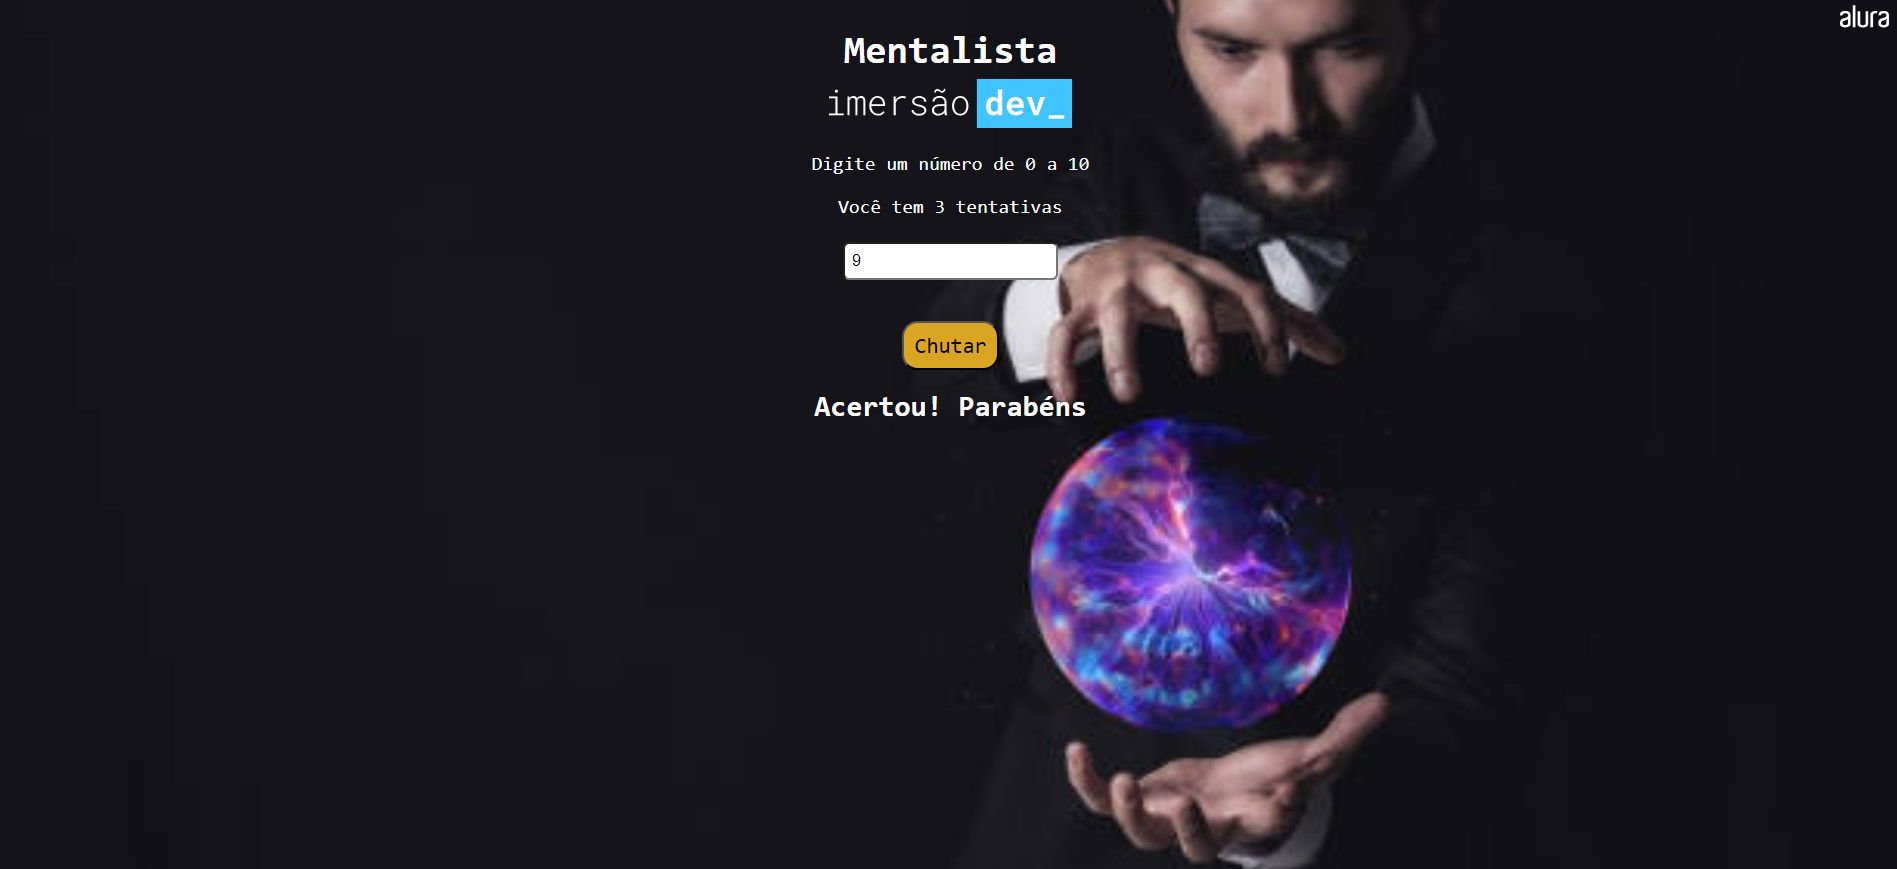 alura
Mentalista
imersão dev_
Digite um número de 0 a 10
Você tem 3 tentativas
9
Chutar
Acertou! Parabéns